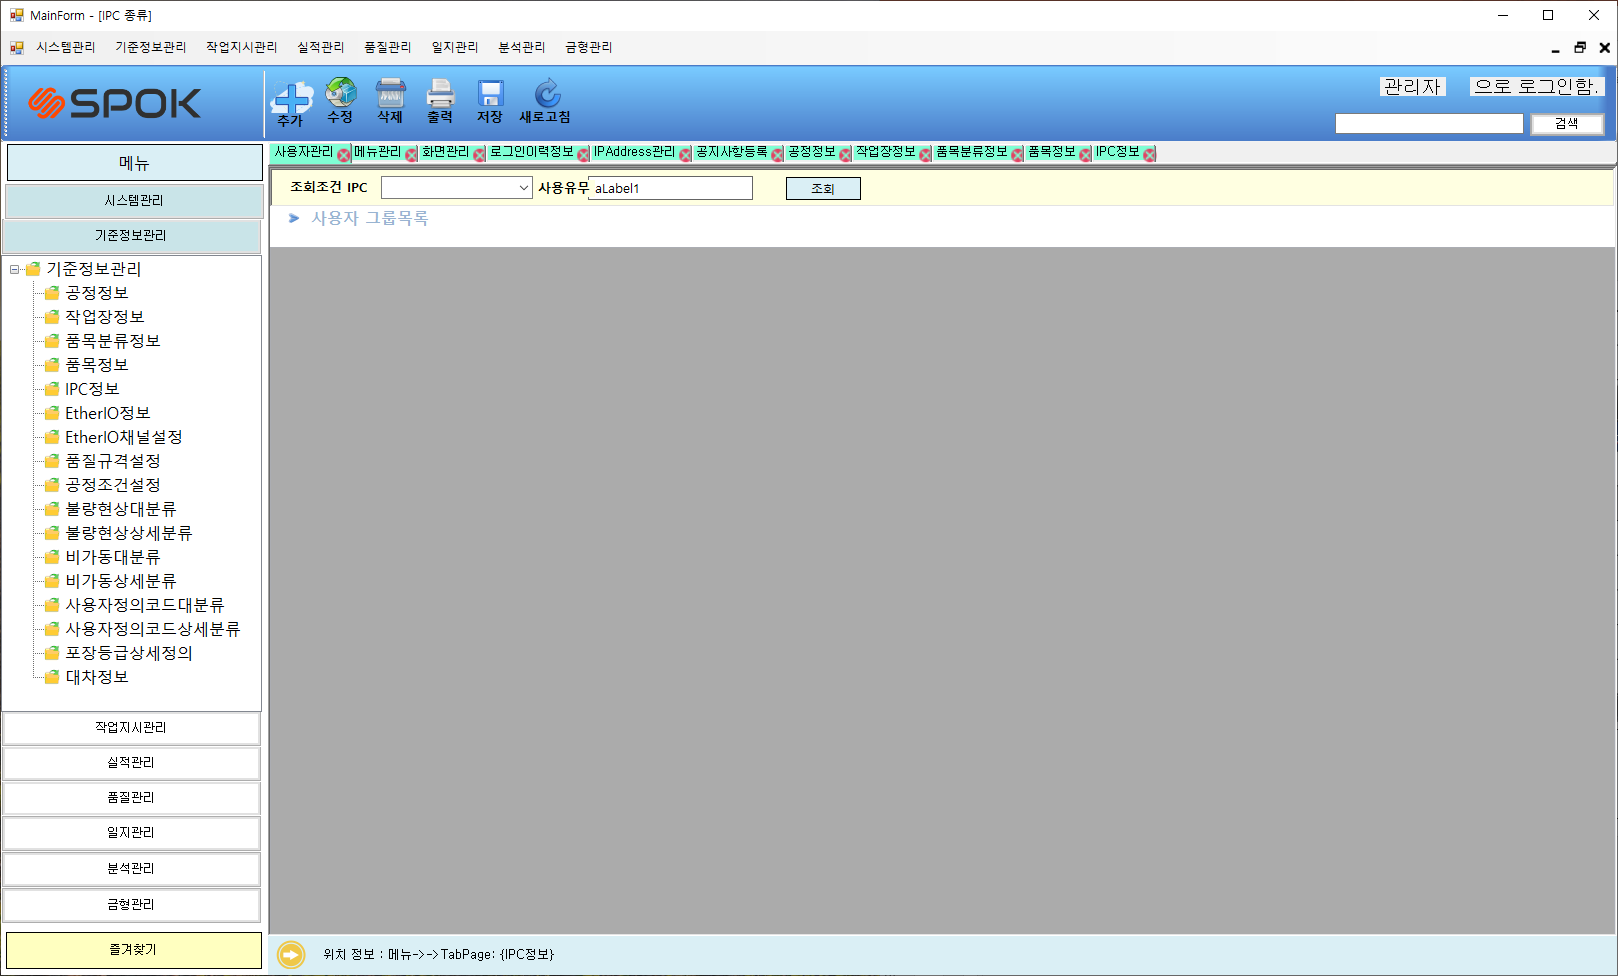 MainForm - [IPC 종류]
시스템관리 기준정보관리 작업지시관리 실적관리 품질관리 일지관리 분석관리 금형관리
SPOK
추가 수정 삭제 출력 저장 새로고침
관리자 으로 로그인함.
검색
메뉴
시스템관리
기준정보관리
기준정보관리
공정정보
작업장정보
품목분류정보
품목정보
IPC정보
EtherIO정보
EtherIO채널설정
품질규격설정
공정조건설정
불량현상대분류
불량현상상세분류
비가동대분류
비가동상세분류
사용자정의코드대분류
사용자정의코드상세분류
포장등급상세정의
대차정보
작업지시관리
실적관리
품질관리
일지관리
분석관리
금형관리
즐겨찾기
사용자관리 메뉴관리 화면관리 로그인이력정보 IPAddress관리 공지사항등록 공정정보 작업장정보 품목분류정보 품목정보 IPC정보
조회조건 IPC 사용유무 aLabel1 조회
사용자 그룹목록
위치 정보 : 메뉴->->TabPage: {IPC정보}